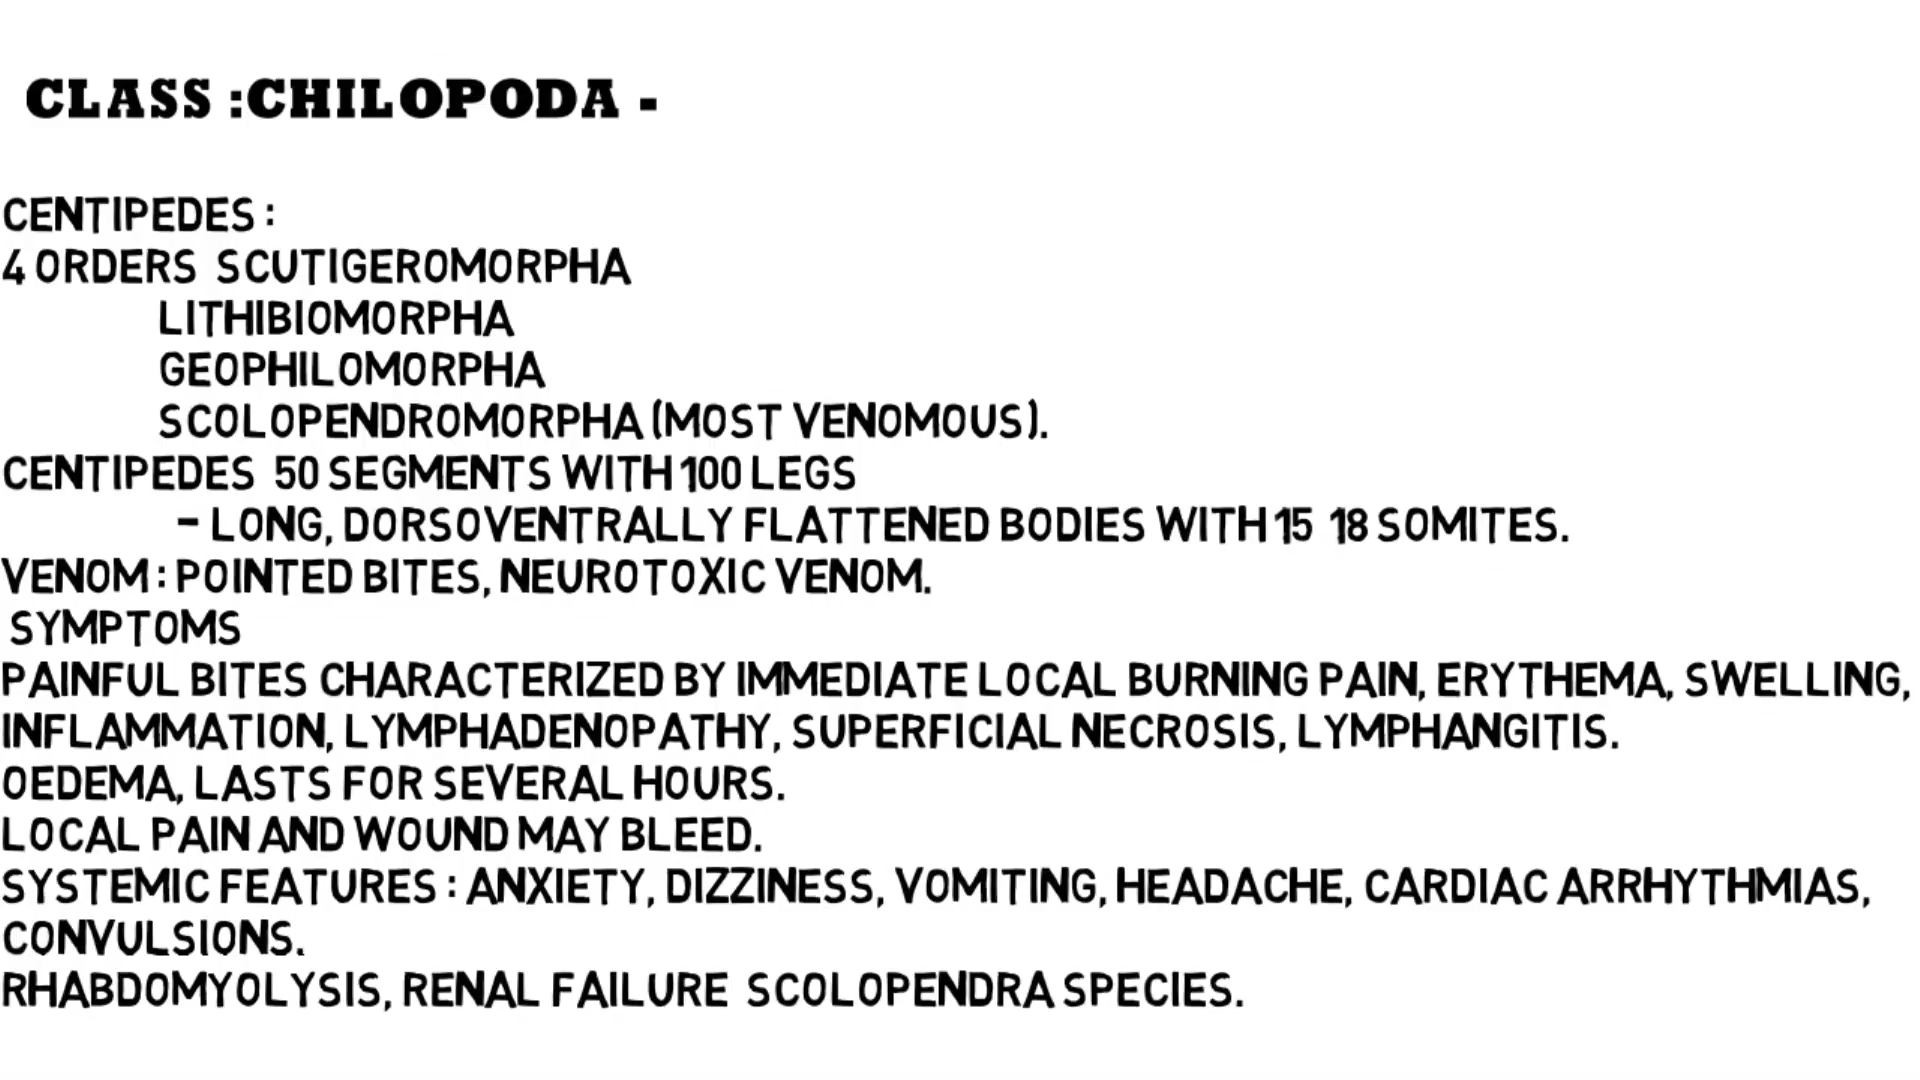 CLASS :CHILOPODA -
CENTIPEDES :
4 ORDERS SCUTIGEROMORPHA
LITHIBIOMORPHA
GEOPHILOMORPHA
SCOLOPENDROMORPHA (MOST VENOMOUS).
CENTIPEDES 50 SEGMENTS WITH 100 LEGS
- LONG, DORSOVENTRALLY FLATTENED BODIES WITH 15 18 SOMITES.
VENOM : POINTED BITES, NEUROTOXIC VENOM.
SYMPTOMS
PAINFUL BITES CHARACTERIZED BY IMMEDIATE LOCAL BURNING PAIN, ERYTHEMA, SWELLING,
INFLAMMATION, LYMPHADENOPATHY, SUPERFICIAL NECROSIS, LYMPHANGITIS.
OEDEMA, LASTS FOR SEVERAL HOURS.
LOCAL PAIN AND WOUND MAY BLEED.
SYSTEMIC FEATURES : ANXIETY, DIZZINESS, VOMITING, HEADACHE, CARDIAC ARRHYTHMIAS,
CONVULSIONS.
RHABDOMYOLYSIS, RENAL FAILURE SCOLOPENDRA SPECIES.